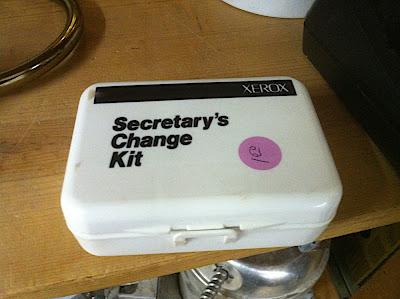 XEROX
Secretary's
Change
Kit